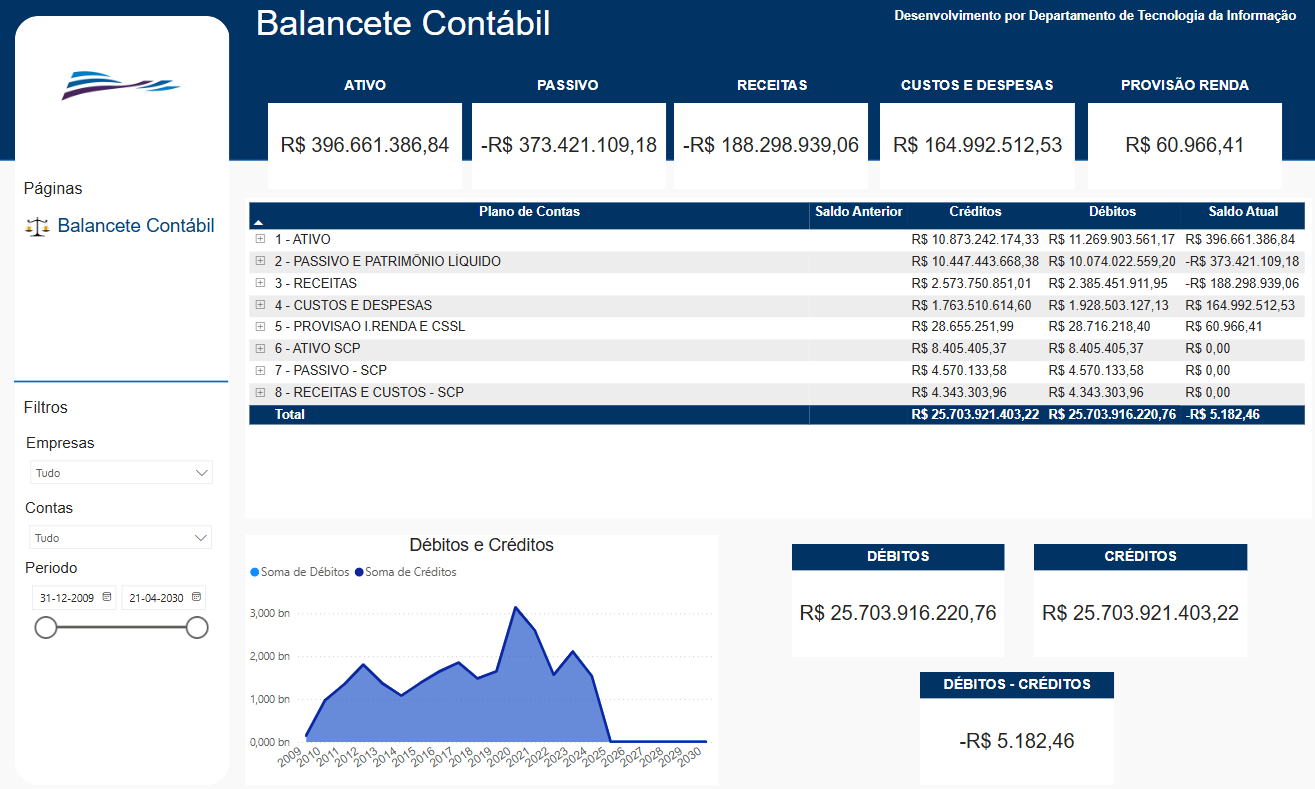 Balancete Contábil
Desenvolvimento por Departamento de Tecnologia da Informação
ATIVO
R$ 396.661.386,84
PASSIVO
-R$ 373.421.109,18
RECEITAS
-R$ 188.298.939,06
CUSTOS E DESPESAS
R$ 164.992.512,53
PROVISÃO RENDA
R$ 60.966,41
Páginas
Balancete Contábil
Filtros
Empresas
Tudo
Contas
Tudo
Periodo
31-12-2009 21-04-2030
Plano de Contas Saldo Anterior Créditos Débitos Saldo Atual
1 - ATIVO R$ 10.873.242.174,33 R$ 11.269.903.561,17 R$ 396.661.386,84
2 - PASSIVO E PATRIMÔNIO LÍQUIDO R$ 10.447.443.668,38 R$ 10.074.022.559,20 -R$ 373.421.109,18
3 - RECEITAS R$ 2.573.750.851,01 R$ 2.385.451.911,95 -R$ 188.298.939,06
4 - CUSTOS E DESPESAS R$ 1.763.510.614,60 R$ 1.928.503.127,13 R$ 164.992.512,53
5 - PROVISAO I.RENDA E CSSL R$ 28.655.251,99 R$ 28.716.218,40 R$ 60.966,41
6 - ATIVO SCP R$ 8.405.405,37 R$ 8.405.405,37 R$ 0,00
7 - PASSIVO - SCP R$ 4.570.133,58 R$ 4.570.133,58 R$ 0,00
8 - RECEITAS E CUSTOS - SCP R$ 4.343.303,96 R$ 4.343.303,96 R$ 0,00
Total R$ 25.703.921.403,22 R$ 25.703.916.220,76 -R$ 5.182,46
Débitos e Créditos
Soma de Débitos Soma de Créditos
3,000 bn
2,000 bn
1,000 bn
0,000 bn
2009 2010 2011 2012 2013 2014 2015 2016 2017 2018 2019 2020 2021 2022 2023 2024 2025 2026 2027 2028 2029 2030
DÉBITOS
R$ 25.703.916.220,76
CRÉDITOS
R$ 25.703.921.403,22
DÉBITOS - CRÉDITOS
-R$ 5.182,46